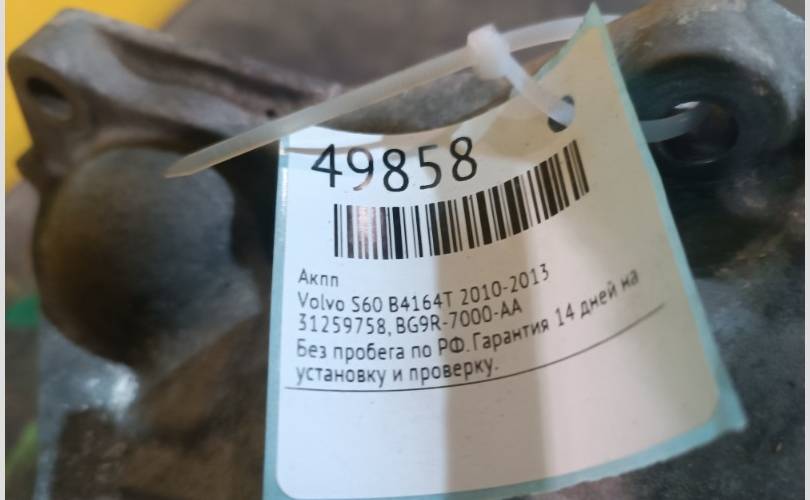 49858
Акпп
Volvo S60 B4164T 2010-2013
31259758, BG9R-7000-AA
Без пробега по РФ. Гарантия 14 дней на
установку и проверку.